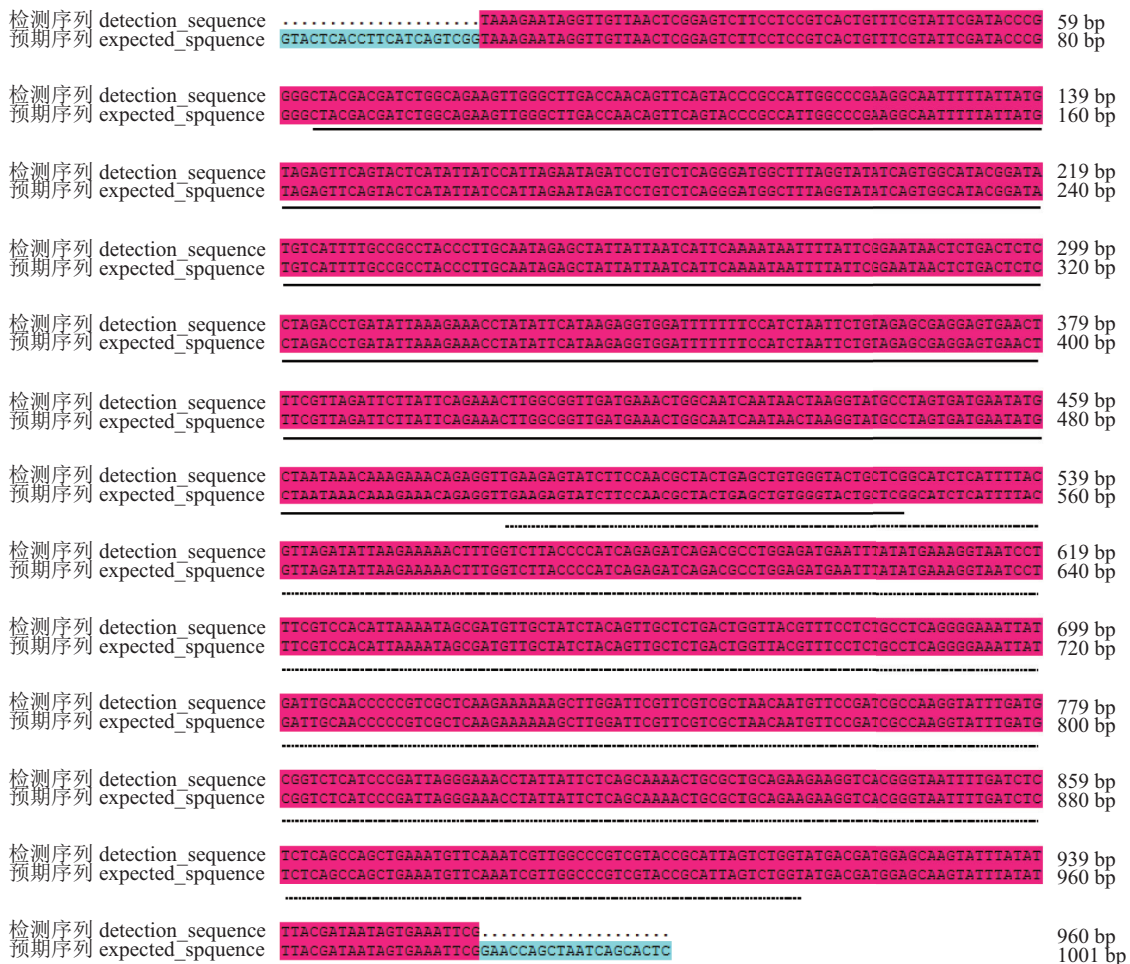 检测序列 detection_sequence .....................TAAAGAATAGGTTGTTAACTCGGAGTCTTCCTCCGTCACTGTTTCGTATTCGATACCCG 59 bp
预期序列 expected_spquence GTACTCACCTTCATCAGTCGGTAAAGAATAGGTTGTTAACTCGGAGTCTTCCTCCGTCACTGTTTCGTATTCGATACCCG 80 bp
检测序列 detection_sequence GGGCTACGACGATCTGGCAGAAGTTGGGCTTGACCAACAGTTCAGTACCCGCCATTGGCCCGAAGGCAATTTTTATTATG 139 bp
预期序列 expected_spquence GGGCTACGACGATCTGGCAGAAGTTGGGCTTGACCAACAGTTCAGTACCCGCCATTGGCCCGAAGGCAATTTTTATTATG 160 bp
检测序列 detection_sequence TAGAGTTCAGTACTCATATTATCCATTAGAATAGATCCTGTCTCAGGGATGGCTTTAGGTATATCAGTGGCATACGGATA 219 bp
预期序列 expected_spquence TAGAGTTCAGTACTCATATTATCCATTAGAATAGATCCTGTCTCAGGGATGGCTTTAGGTATATCAGTGGCATACGGATA 240 bp
检测序列 detection_sequence TGTCATTTTGCCGCCTACCCTTGCAATAGAGCTATTATTAATCATTCAAAATAATTTTATTCGGAATAACTCTGACTCTC 299 bp
预期序列 expected_spquence TGTCATTTTGCCGCCTACCCTTGCAATAGAGCTATTATTAATCATTCAAAATAATTTTATTCGGAATAACTCTGACTCTC 320 bp
检测序列 detection_sequence CTAGACCTGATATTAAAGAAACCTATATTCATAAGAGGTGGATTTTTTTCCATCTAATTCTGTAGAGCGAGGAGTGAACT 379 bp
预期序列 expected_spquence CTAGACCTGATATTAAAGAAACCTATATTCATAAGAGGTGGATTTTTTTCCATCTAATTCTGTAGAGCGAGGAGTGAACT 400 bp
检测序列 detection_sequence TTCGTTAGATTCTTATTCAGAAACTTGGCGGTTGATGAAACTGGCAATCAATAACTAAGGTATGCCTAGTGATGAATATG 459 bp
预期序列 expected_spquence TTCGTTAGATTCTTATTCAGAAACTTGGCGGTTGATGAAACTGGCAATCAATAACTAAGGTATGCCTAGTGATGAATATG 480 bp
检测序列 detection_sequence CTAATAAACAAAGAAACAGAGGTTGAAGAGTATCTTCCAACGCTACTGAGCTGTGGGTACTGCTCGGCATCTCATTTTAC 539 bp
预期序列 expected_spquence CTAATAAACAAAGAAACAGAGGTTGAAGAGTATCTTCCAACGCTACTGAGCTGTGGGTACTGCTCGGCATCTCATTTTAC 560 bp
检测序列 detection_sequence GTTAGATATTAAGAAAAACTTTGGTCTTACCCCATCAGAGATCAGACGCCTGGAGATGAATTTATATGAAAGGTAATCCT 619 bp
预期序列 expected_spquence GTTAGATATTAAGAAAAACTTTGGTCTTACCCCATCAGAGATCAGACGCCTGGAGATGAATTTATATGAAAGGTAATCCT 640 bp
检测序列 detection_sequence TTCGTCCACATTAAAATAGCGATGTTGCTATCTACAGTTGCTCTGACTGGTTACGTTTCCTCTGCCTCAGGGGAAATTAT 699 bp
预期序列 expected_spquence TTCGTCCACATTAAAATAGCGATGTTGCTATCTACAGTTGCTCTGACTGGTTACGTTTCCTCTGCCTCAGGGGAAATTAT 720 bp
检测序列 detection_sequence GATTGCAACCCCCGTCGCTCAAGAAAAAAGCTTGGATTCGTTCGTCGCTAACAATGTTCCGATCGCCAAGGTATTTGATG 779 bp
预期序列 expected_spquence GATTGCAACCCCCGTCGCTCAAGAAAAAAGCTTGGATTCGTTCGTCGCTAACAATGTTCCGATCGCCAAGGTATTTGATG 800 bp
检测序列 detection_sequence CGGTCTCATCCCGATTAGGGAAACCTATTATTCTCAGCAAAACTGCGCTGCAGAAGAAGGTCACGGGTAATTTTGATCTC 859 bp
预期序列 expected_spquence CGGTCTCATCCCGATTAGGGAAACCTATTATTCTCAGCAAAACTGCGCTGCAGAAGAAGGTCACGGGTAATTTTGATCTC 880 bp
检测序列 detection_sequence TCTCAGCCAGCTGAAATGTTCAAATCGTTGGCCCGTCGTACCGCATTAGTCTGGTATGACGATGGAGCAAGTATTTATAT 939 bp
预期序列 expected_spquence TCTCAGCCAGCTGAAATGTTCAAATCGTTGGCCCGTCGTACCGCATTAGTCTGGTATGACGATGGAGCAAGTATTTATAT 960 bp
检测序列 detection_sequence TTACGATAATAGTGAAATTCG.................... 960 bp
预期序列 expected_spquence TTACGATAATAGTGAAATTCGGAACCAGCTAATCAGCACTC 1001 bp